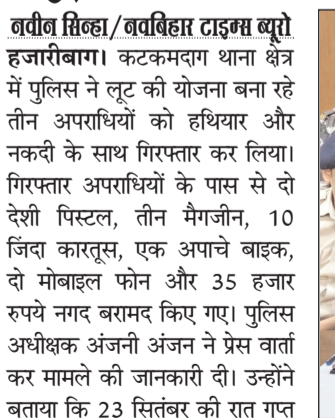 नवीन सिन्हा/नवबिहार टाइम्स ब्यूरो
हजारीबाग। कटकमदाग थाना क्षेत्र
में पुलिस ने लूट की योजना बना रहे
तीन अपराधियों को हथियार और
नकदी के साथ गिरफ्तार कर लिया।
गिरफ्तार अपराधियों के पास से दो
देशी पिस्टल, तीन मैगजीन, 10
जिंदा कारतूस, एक अपाचे बाइक,
दो मोबाइल फोन और 35 हजार
रुपये नगद बरामद किए गए। पुलिस
अधीक्षक अंजनी अंजन ने प्रेस वार्ता
कर मामले की जानकारी दी। उन्होंने
बताया कि 23 सितंबर की रात गुप्त